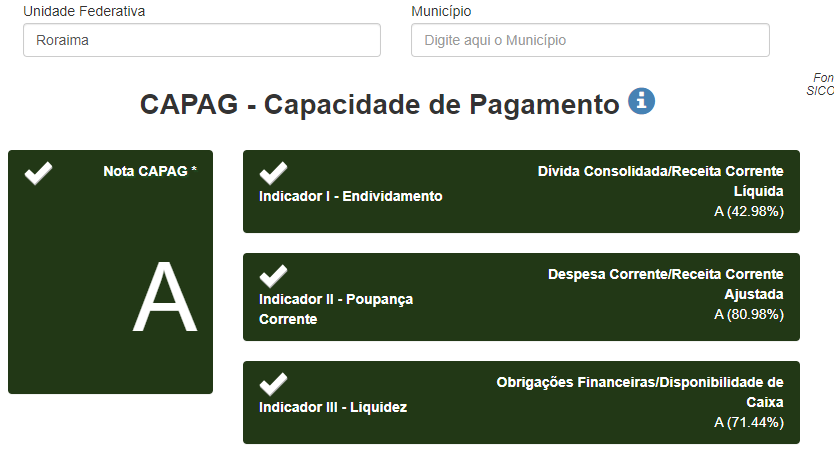 Unidade Federativa
Município
Roraima
Digite aqui o Município
CAPAG - Capacidade de Pagamento
Nota CAPAG *
A
Indicador I - Endividamento
Dívida Consolidada/Receita Corrente
Líquida
A (42.98%)
Indicador II - Poupança
Corrente
Despesa Corrente/Receita Corrente
Ajustada
A (80.98%)
Indicador III - Liquidez
Obrigações Financeiras/Disponibilidade de
Caixa
A (71.44%)